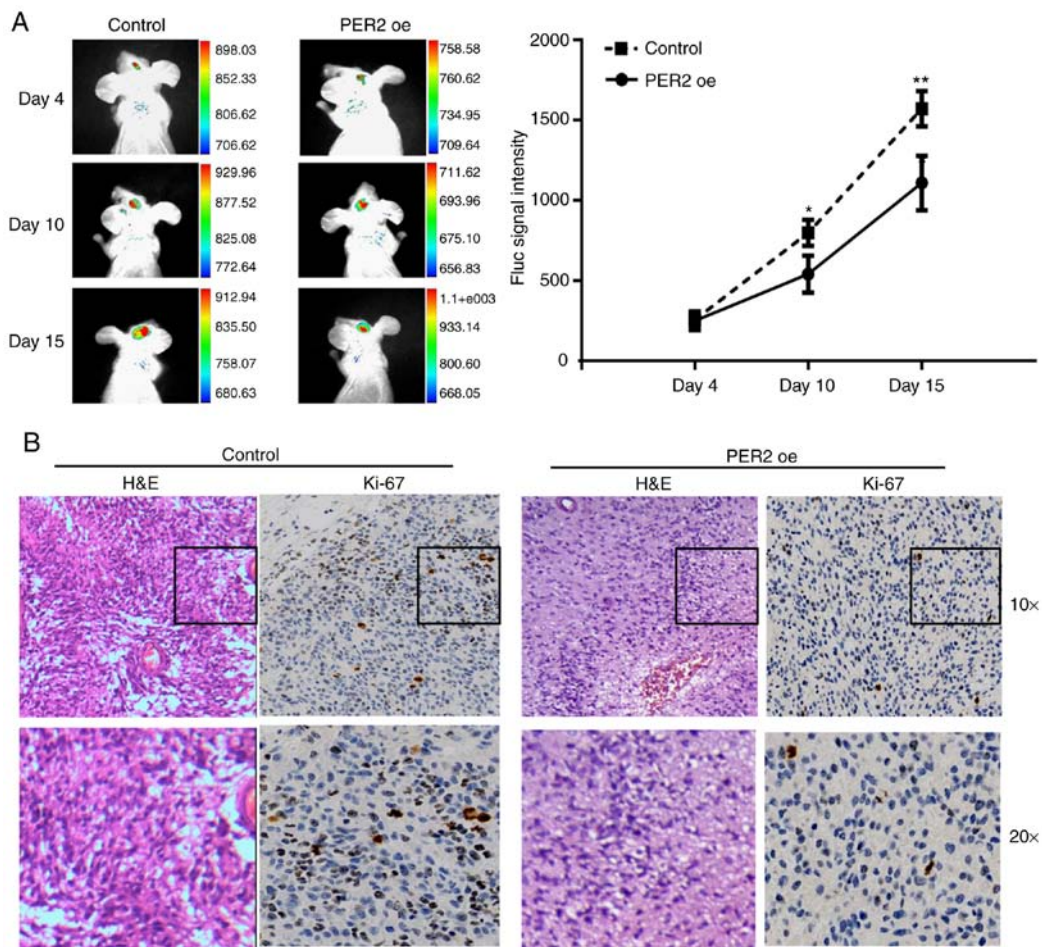 A
Control
PER2 oe
Day 4
898.03
852.33
806.62
706.62
758.58
760.62
734.95
709.64
Day 10
929.96
877.52
825.08
772.64
711.62
693.96
675.10
656.83
Day 15
912.94
835.50
758.07
680.63
1.1+e003
933.14
800.60
668.05
2000
1500
1000
500
0
Fluc signal intensity
Control
PER2 oe
*
**
Day 4
Day 10
Day 15
B
Control
PER2 oe
H&E
Ki-67
H&E
Ki-67
10×
20×